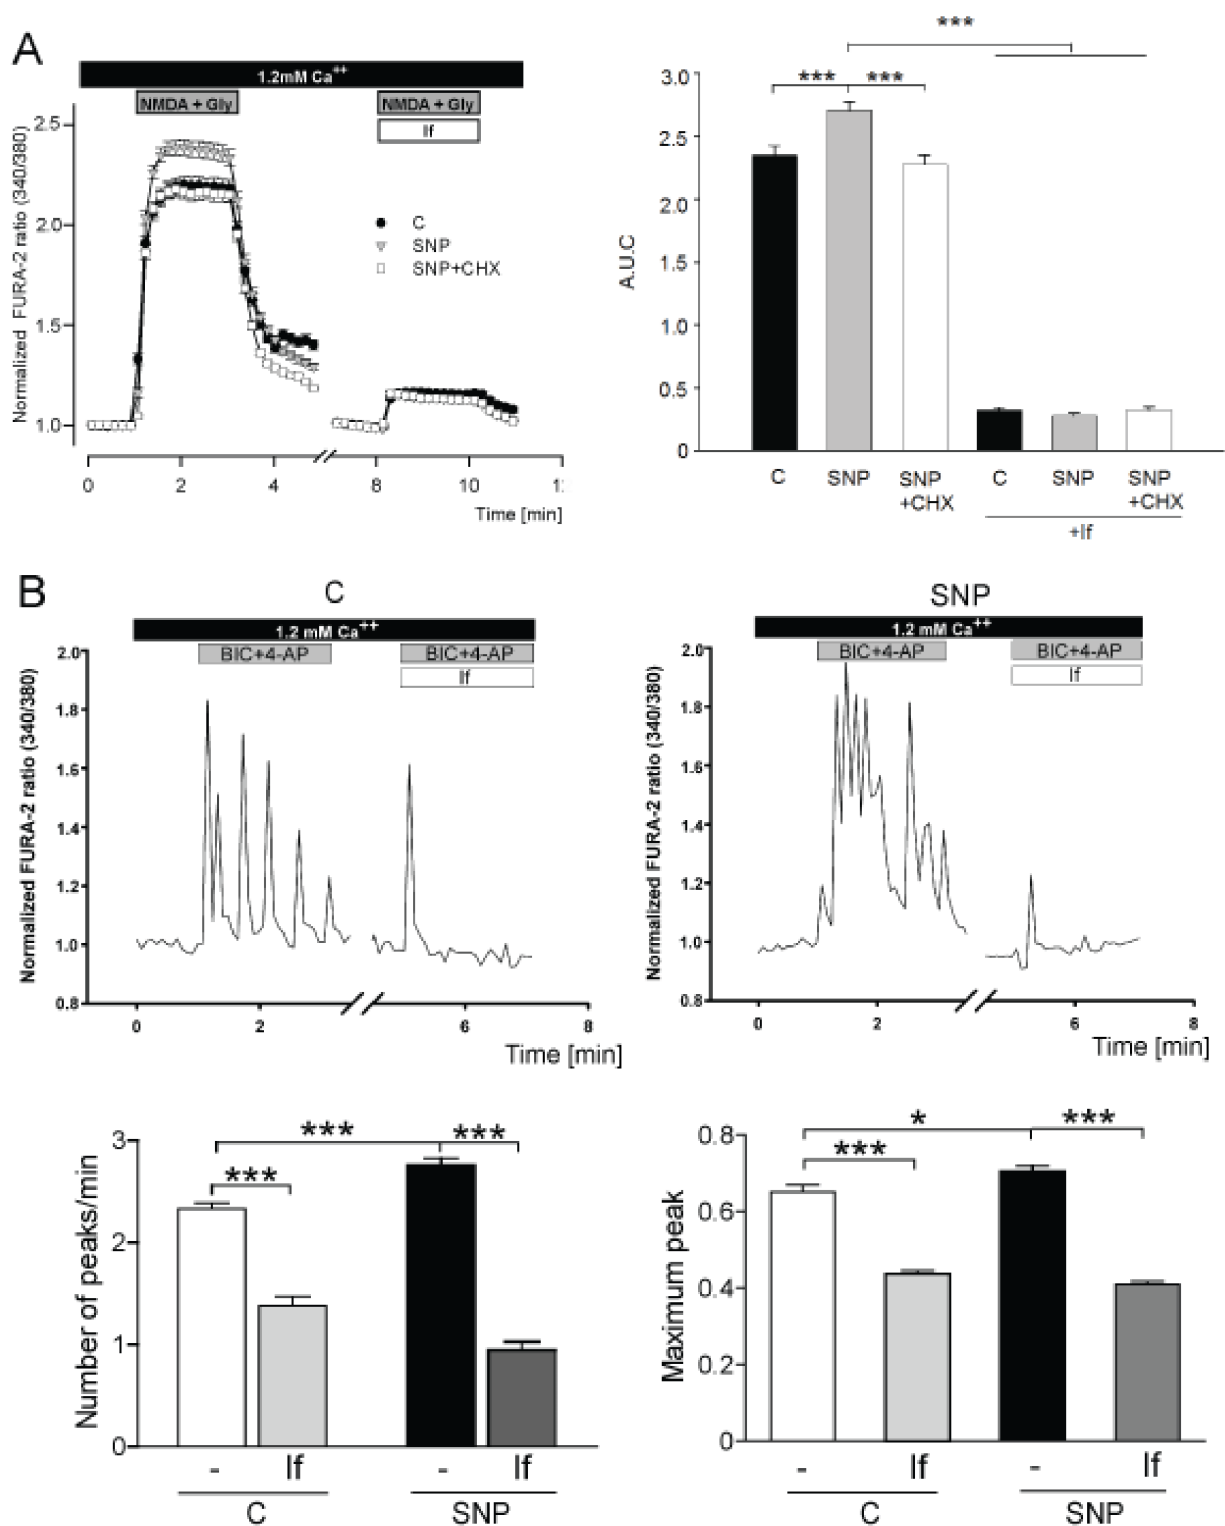 A
1.2mM Ca++
NMDA + Gly
NMDA + Gly
If
Normalized FURA-2 ratio (340/380)
2.5
2.0
1.5
1.0
C
SNP
SNP+CHX
0 2 4 8 10
Time [min]
***
*** ***
A.U.C
3.0
2.5
2.0
1.5
1.0
0.5
0
C SNP SNP +CHX C SNP SNP +CHX
+If
B
C
1.2 mM Ca++
BIC+4-AP BIC+4-AP
If
Normalized FURA-2 ratio (340/380)
2.0
1.8
1.6
1.4
1.2
1.0
0.8
0 2 6 8
Time [min]
SNP
1.2 mM Ca++
BIC+4-AP BIC+4-AP
If
Normalized FURA-2 ratio (340/380)
2.0
1.8
1.6
1.4
1.2
1.0
0.8
0 2 6 8
Time [min]
Number of peaks/min
3
2
1
0
*** ***
***
- If - If
C SNP
Maximum peak
0.8
0.6
0.4
0.2
0
* ***
***
- If - If
C SNP